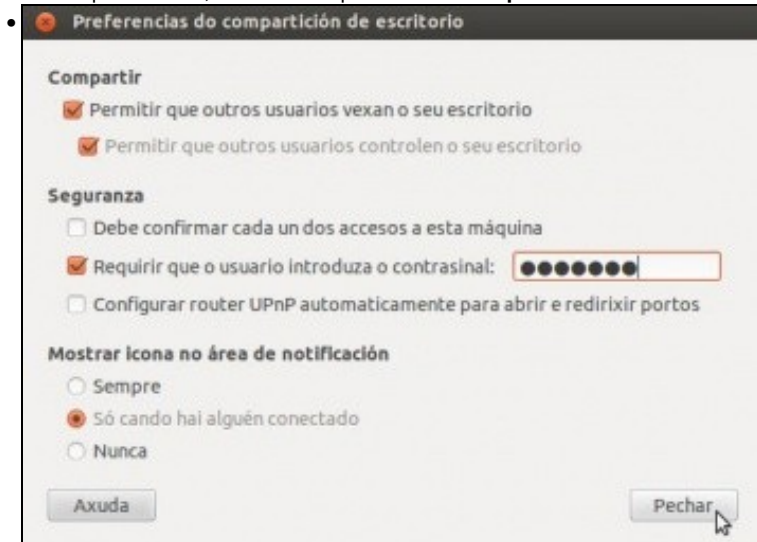 Preferencias do compartición de escritorio
Compartir
Permitir que outros usuarios vexan o seu escritorio
Permitir que outros usuarios controlen o seu escritorio
Seguranza
Debe confirmar cada un dos accesos a esta máquina
Requirir que o usuario introduza o contrasinal: ●●●●●●●
Configurar router UPnP automaticamente para abrir e redirixir portos
Mostrar icona no área de notificación
Sempre
Só cando hai alguén conectado
Nunca
Axuda Pechar